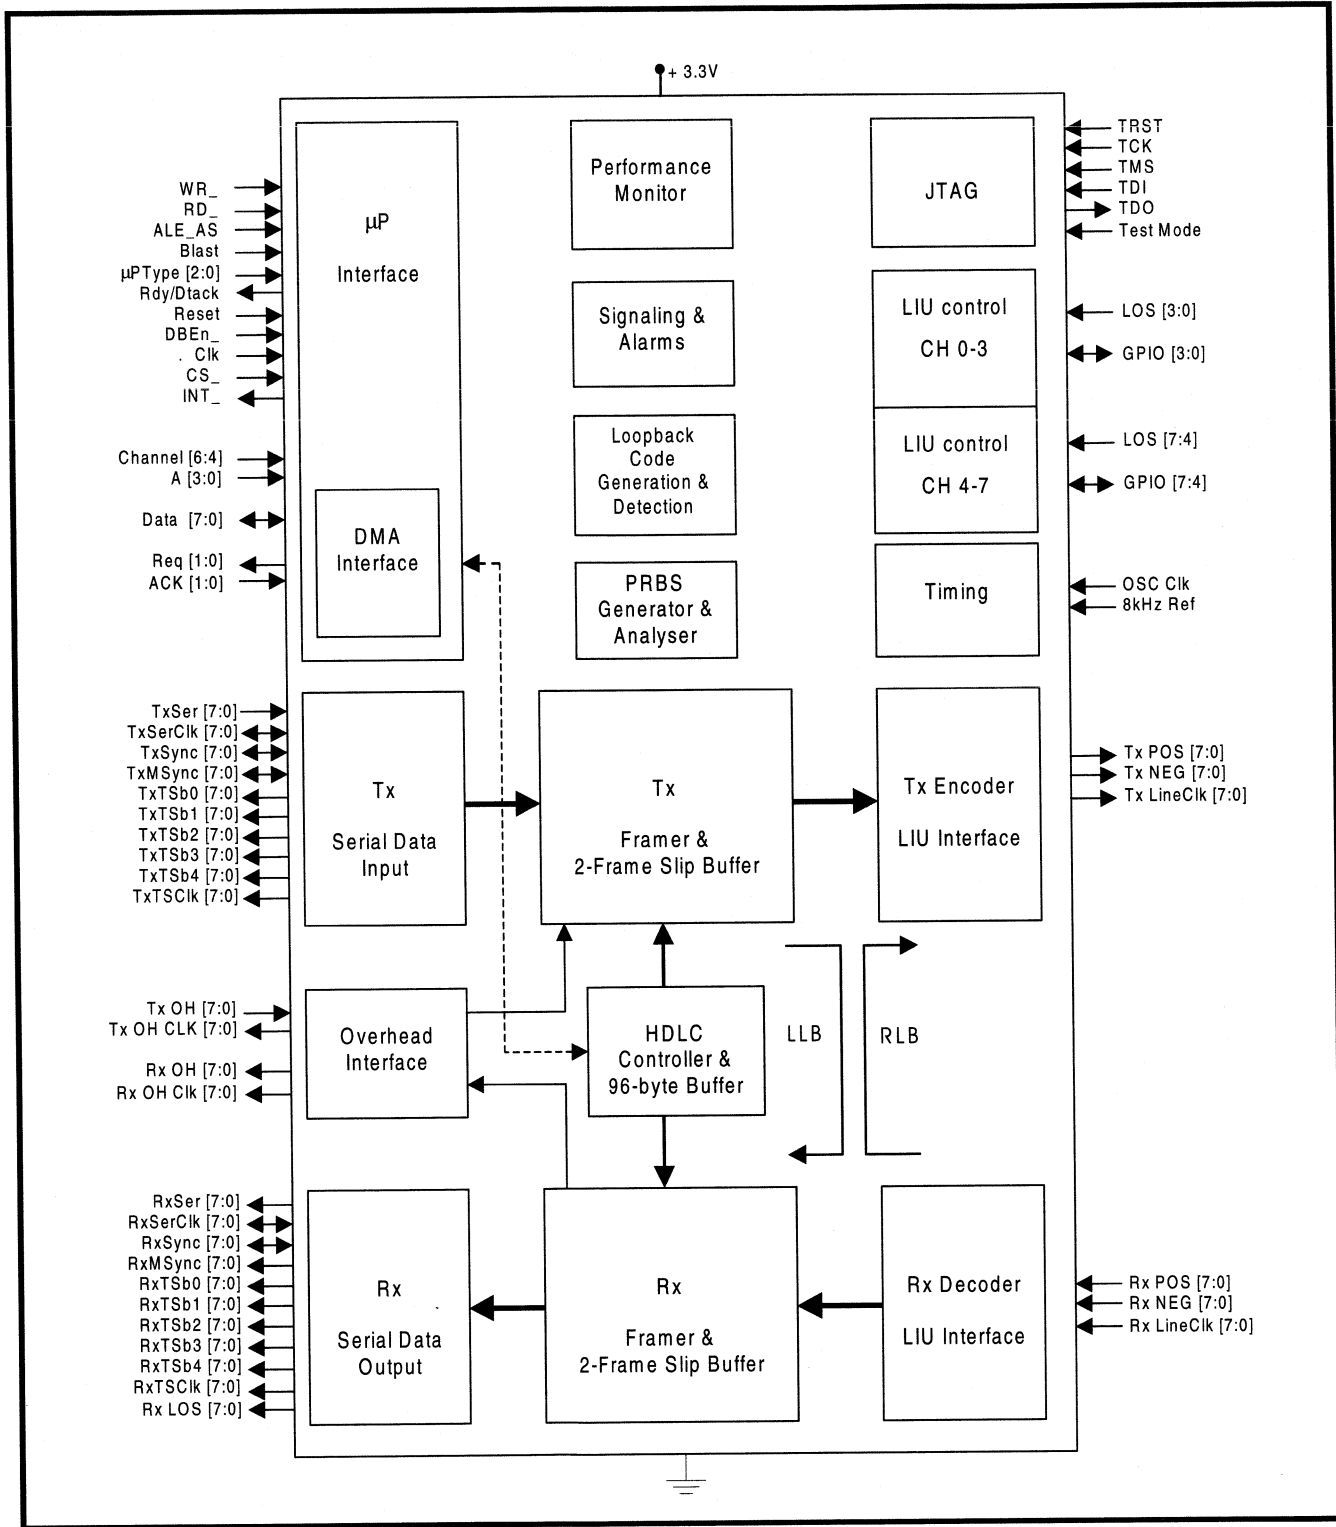 + 3.3V
WR_
RD_
ALE_AS
Blast
µPType [2:0]
Rdy/Dtack
Reset
DBEn_
. Clk
CS_
INT_
Channel [6:4]
A [3:0]
Data [7:0]
Req [1:0]
ACK [1:0]
µP
Interface
DMA
Interface
Performance
Monitor
Signaling &
Alarms
Loopback
Code
Generation &
Detection
PRBS
Generator &
Analyser
JTAG
LIU control
CH 0-3
LIU control
CH 4-7
Timing
TRST
TCK
TMS
TDI
TDO
Test Mode
LOS [3:0]
GPIO [3:0]
LOS [7:4]
GPIO [7:4]
OSC Clk
8kHz Ref
TxSer [7:0]
TxSerClk [7:0]
TxSync [7:0]
TxMSync [7:0]
TxTSb0 [7:0]
TxTSb1 [7:0]
TxTSb2 [7:0]
TxTSb3 [7:0]
TxTSb4 [7:0]
TxTSClk [7:0]
Tx
Serial Data
Input
Tx
Framer &
2-Frame Slip Buffer
Tx Encoder
LIU Interface
Tx POS [7:0]
Tx NEG [7:0]
Tx LineClk [7:0]
Tx OH [7:0]
Tx OH CLK [7:0]
Rx OH [7:0]
Rx OH Clk [7:0]
Overhead
Interface
HDLC
Controller &
96-byte Buffer
LLB
RLB
RxSer [7:0]
RxSerClk [7:0]
RxSync [7:0]
RxMSync [7:0]
RxTSb0 [7:0]
RxTSb1 [7:0]
RxTSb2 [7:0]
RxTSb3 [7:0]
RxTSb4 [7:0]
RxTSClk [7:0]
Rx LOS [7:0]
Rx
Serial Data
Output
Rx
Framer &
2-Frame Slip Buffer
Rx Decoder
LIU Interface
Rx POS [7:0]
Rx NEG [7:0]
Rx LineClk [7:0]